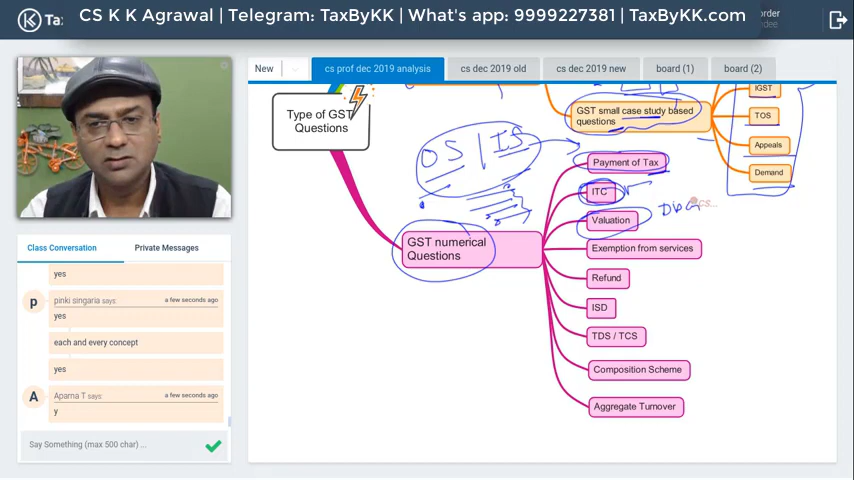 CS K K Agrawal | Telegram: TaxByKK | What's app: 9999227381 | TaxByKK.com
Tax
order
New
cs prof dec 2019 analysis
cs dec 2019 old
cs dec 2019 new
board (1)
board (2)
Type of GST
Questions
GST small case study based
questions
IGST
TOS
Appeals
Demand
OS | IS
Payment of Tax
ITC
Valuation
Exemption from services
Refund
ISD
TDS / TCS
Composition Scheme
Aggregate Turnover
GST numerical
Questions
Class Conversation
Private Messages
yes
p
pinki singaria says:
a few seconds ago
yes
each and every concept
yes
A
Aparna T says:
a few seconds ago
y
Say Something (max 500 char) ...